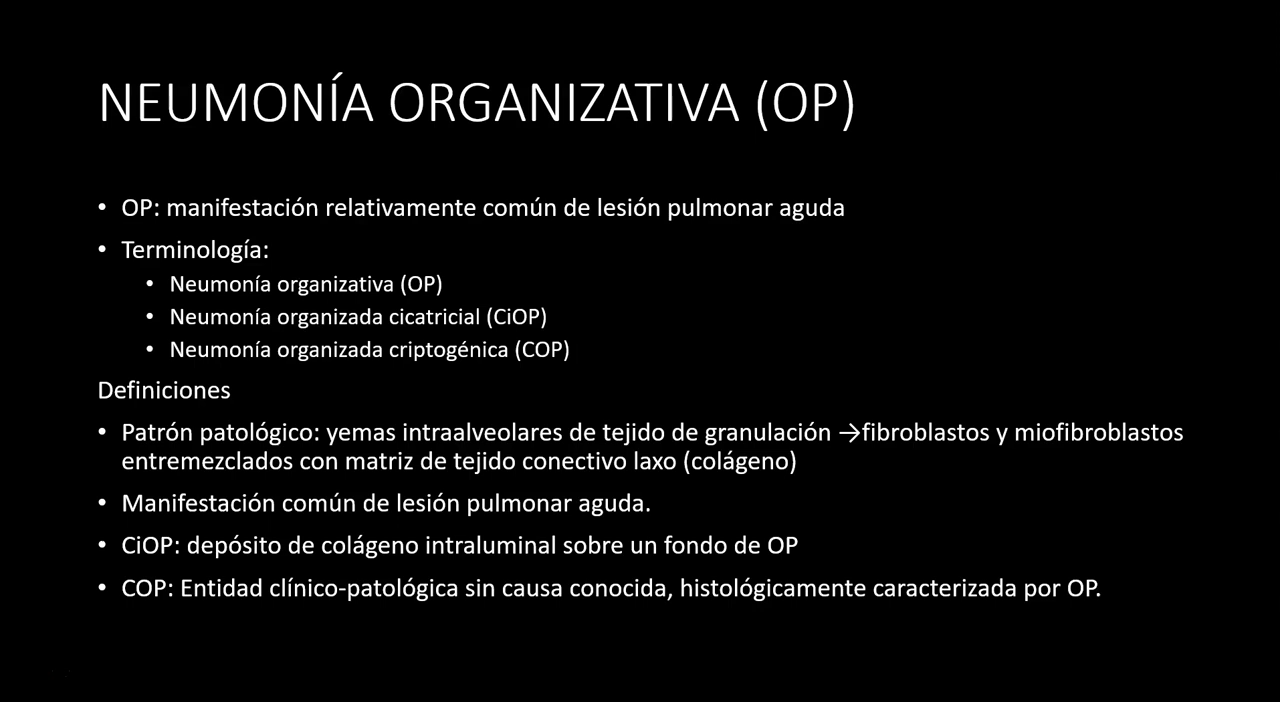 NEUMONÍA ORGANIZATIVA (OP)
• OP: manifestación relativamente común de lesión pulmonar aguda
• Terminología:
• Neumonía organizativa (OP)
• Neumonía organizada cicatricial (CiOP)
• Neumonía organizada criptogénica (COP)
Definiciones
• Patrón patológico: yemas intraalveolares de tejido de granulación →fibroblastos y miofibroblastos
entremezclados con matriz de tejido conectivo laxo (colágeno)
• Manifestación común de lesión pulmonar aguda.
• CiOP: depósito de colágeno intraluminal sobre un fondo de OP
• COP: Entidad clínico-patológica sin causa conocida, histológicamente caracterizada por OP.